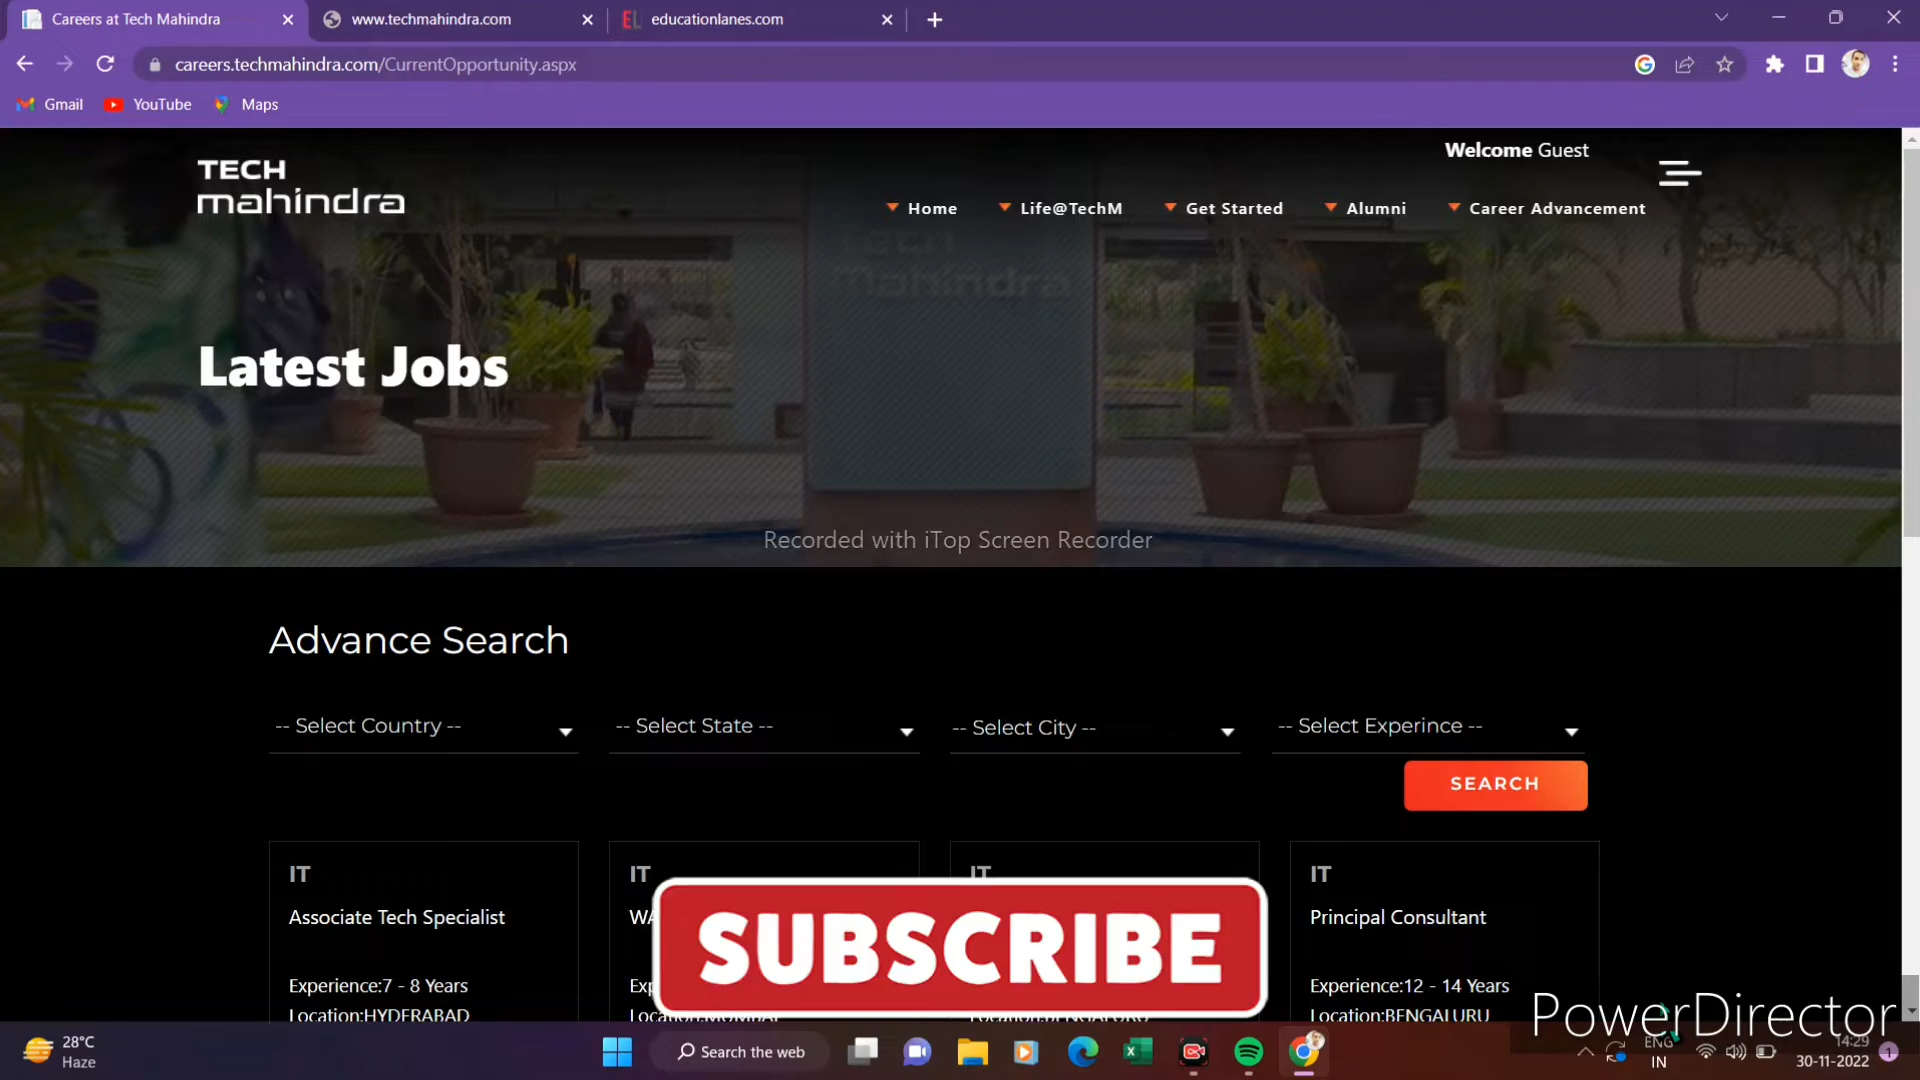 Careers at Tech Mahindra
www.techmahindra.com
EL educationlanes.com
careers.techmahindra.com/CurrentOpportunity.aspx
Gmail
YouTube
Maps
Welcome Guest
TECH
mahindra
Home
Life@TechM
Get Started
Alumni
Career Advancement
Tech
Mahindra
Latest Jobs
Recorded with iTop Screen Recorder
Advance Search
-- Select Country --
-- Select State --
-- Select City --
-- Select Experince --
SEARCH
IT
Associate Tech Specialist
Experience:7 - 8 Years
Location:HYDERABAD
IT
IT
IT
Principal Consultant
Experience:12 - 14 Years
Location:BENGALURU
SUBSCRIBE
PowerDirector
28°C
Haze
Search the web
ENG
IN
14:29
30-11-2022
1